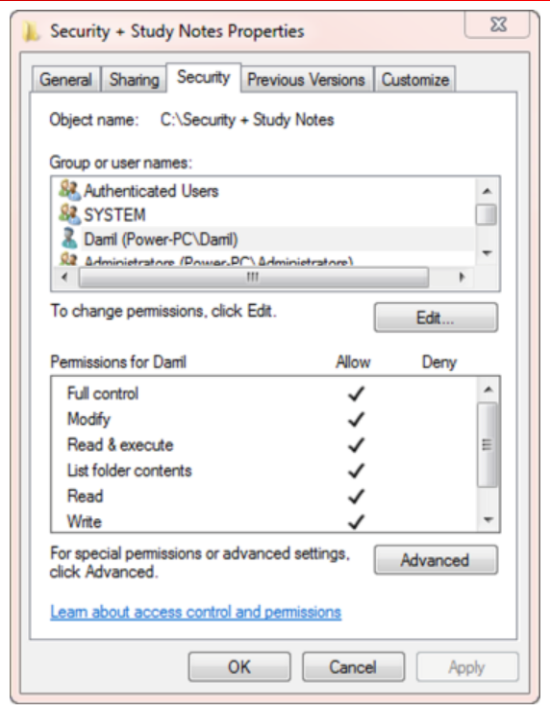 Security + Study Notes Properties
General Sharing Security Previous Versions Customize
Object name: C:\Security + Study Notes
Group or user names:
Authenticated Users
SYSTEM
Darril (Power-PC\Darril)
Administrators (Power-PC\Administrators)
To change permissions, click Edit.
Edit...
Permissions for Darril Allow Deny
Full control
Modify
Read & execute
List folder contents
Read
Write
For special permissions or advanced settings,
click Advanced.
Advanced
Learn about access control and permissions
OK Cancel Apply